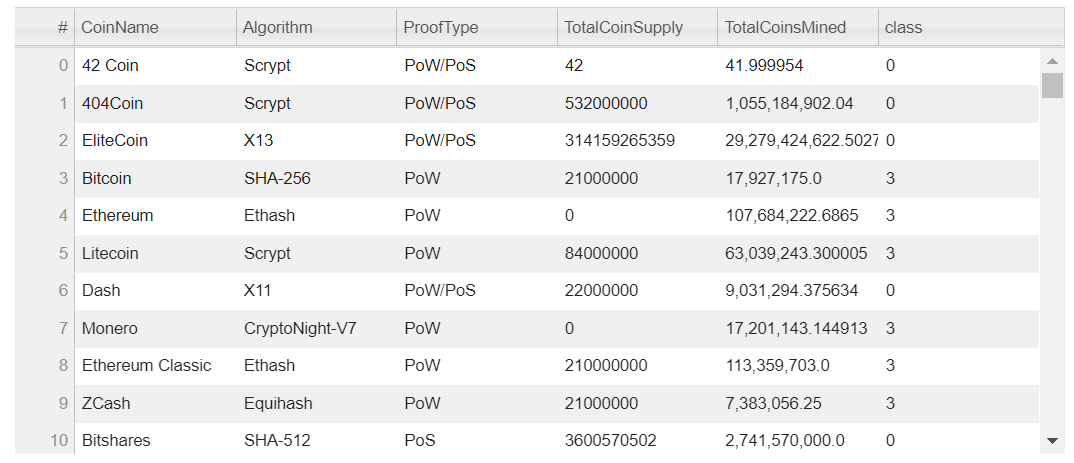 # CoinName Algorithm ProofType TotalCoinSupply TotalCoinsMined class
0 42 Coin Scrypt PoW/PoS 42 41.999954 0
1 404Coin Scrypt PoW/PoS 532000000 1,055,184,902.04 0
2 EliteCoin X13 PoW/PoS 314159265359 29,279,424,622.5027 0
3 Bitcoin SHA-256 PoW 21000000 17,927,175.0 3
4 Ethereum Ethash PoW 0 107,684,222.6865 3
5 Litecoin Scrypt PoW 84000000 63,039,243.300005 3
6 Dash X11 PoW/PoS 22000000 9,031,294.375634 0
7 Monero CryptoNight-V7 PoW 0 17,201,143.144913 3
8 Ethereum Classic Ethash PoW 210000000 113,359,703.0 3
9 ZCash Equihash PoW 21000000 7,383,056.25 3
10 Bitshares SHA-512 PoS 3600570502 2,741,570,000.0 0